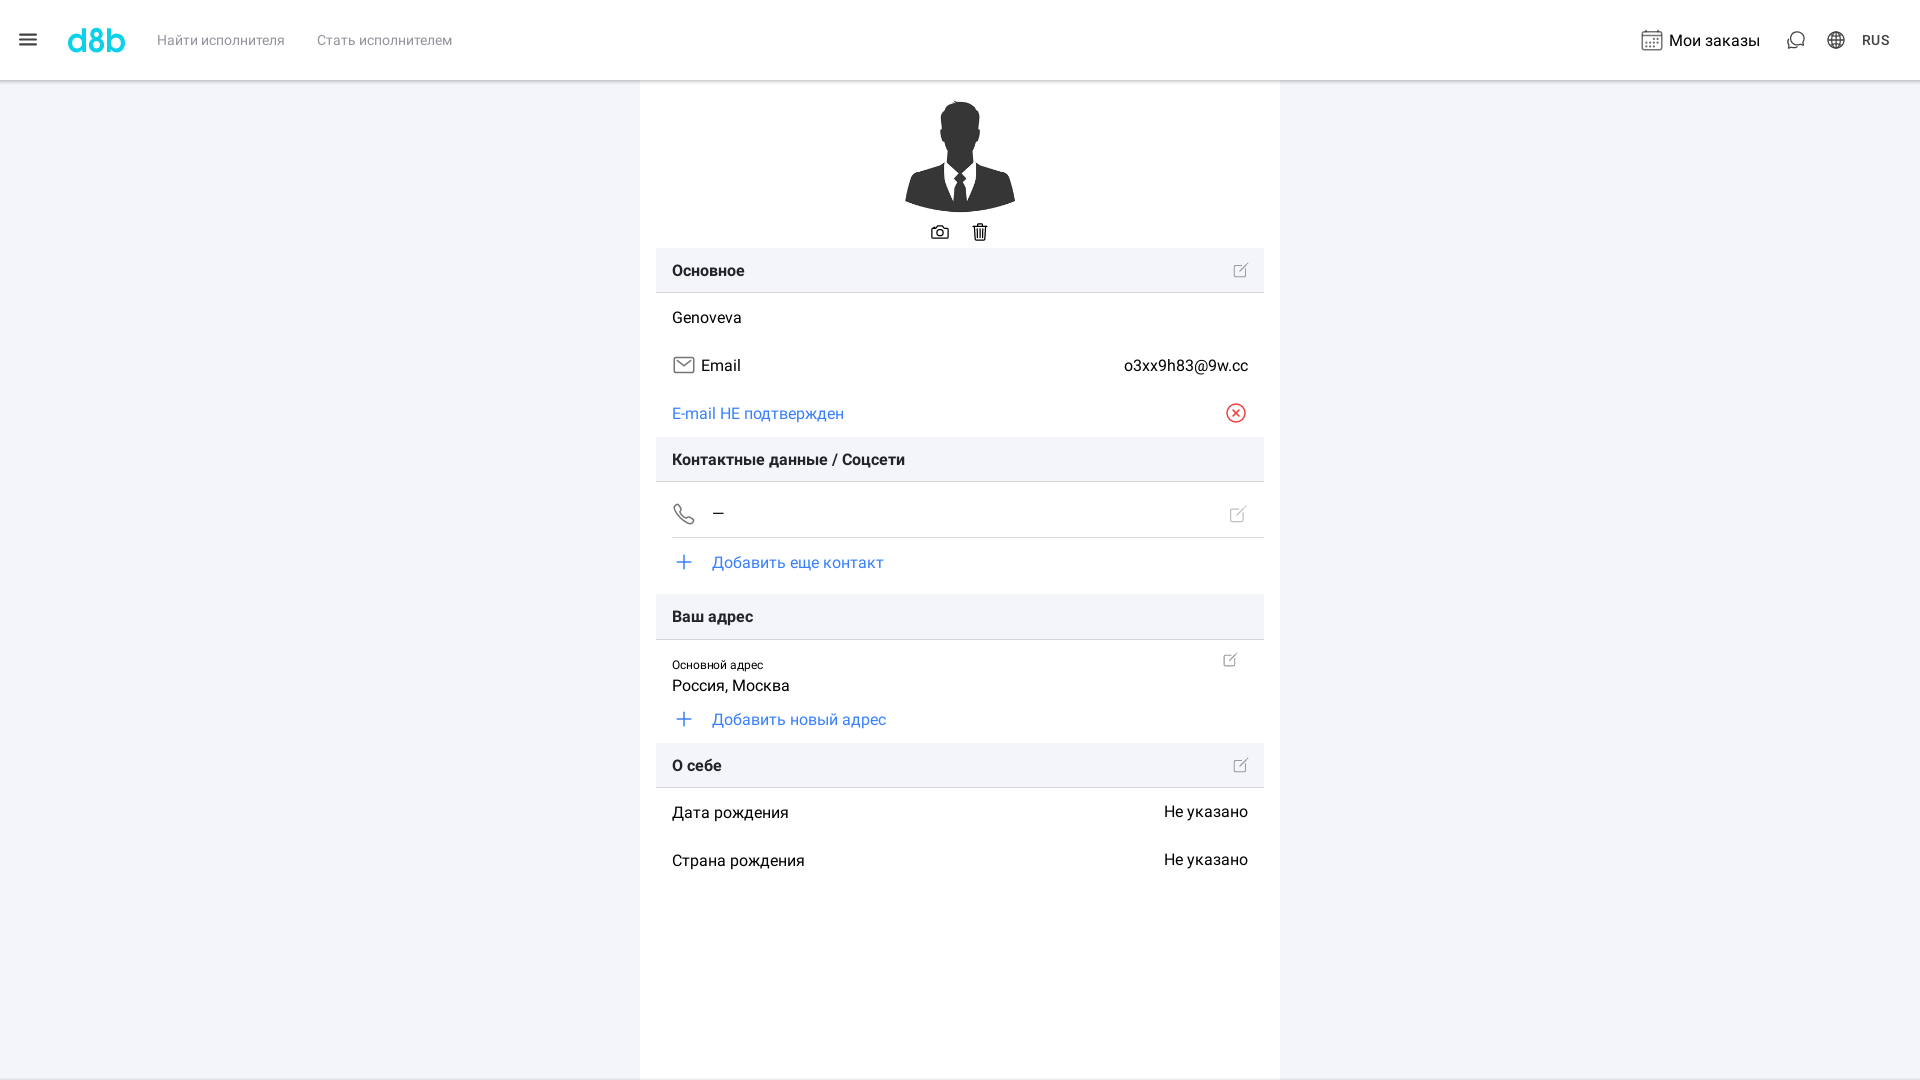 d8b
Найти исполнителя
Стать исполнителем
Мои заказы
RUS
Основное
Genoveva
Email
o3xx9h83@9w.cc
E-mail НЕ подтвержден
Контактные данные / Соцсети
—
Добавить еще контакт
Ваш адрес
Основной адрес
Россия, Москва
Добавить новый адрес
О себе
Дата рождения
Не указано
Страна рождения
Не указано